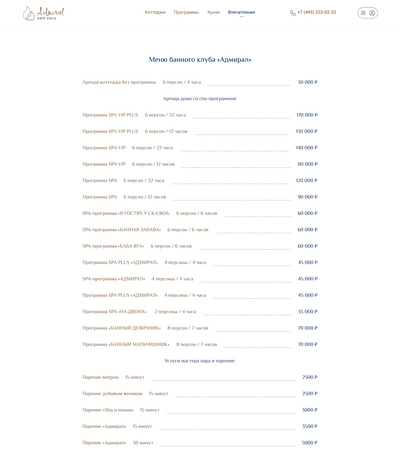 Admiral
bath story
Коттеджи Программы Кухня Впечатления
+7 (495) 222-02-23
Меню банного клуба «Адмирал»
Аренда коттеджа без программы 6 персон / 4 часа 50 000 ₽
Аренда дома со спа-программой:
Программа SPA VIP PLUS 6 персон / 22 часа 170 000 ₽
Программа SPA VIP PLUS 6 персон / 12 часов 150 000 ₽
Программа SPA VIP 6 персон / 22 часа 140 000 ₽
Программа SPA VIP 6 персон / 12 часов 110 000 ₽
Программа SPA 6 персон / 22 часа 120 000 ₽
Программа SPA 6 персон / 12 часов 90 000 ₽
SPA-программа «В ГОСТЯХ У СКАЗКИ» 6 персон / 6 часов 60 000 ₽
SPA-программа «БАННАЯ ЗАБАВА» 6 персон / 6 часов 60 000 ₽
SPA-программа «БАБА ЯГА» 6 персон / 6 часов 60 000 ₽
Программа SPA PLUS «АДМИРАЛ» 4 персоны / 4 часа 45 000 ₽
SPA-программа «АДМИРАЛ» 4 персоны / 4 часа 45 000 ₽
Программа SPA PLUS «АДМИРАЛ» 4 персоны / 4 часа 45 000 ₽
Программа SPA «НА ДВОИХ» 2 персоны / 4 часа 35 000 ₽
Программа «БАННЫЙ ДЕВИЧНИК» 8 персон / 7 часов 70 000 ₽
Программа «БАННЫЙ МАЛЬЧИШНИК» 8 персон / 7 часов 70 000 ₽
Услуги мастера пара и парение:
Парение веером 15 минут 2500 ₽
Парение дубовым веником 15 минут 2500 ₽
Парение «Лёд и пламя» 15 минут 3000 ₽
Парение «Адмирал» 15 минут 3500 ₽
Парение «Адмирал» 30 минут 5000 ₽